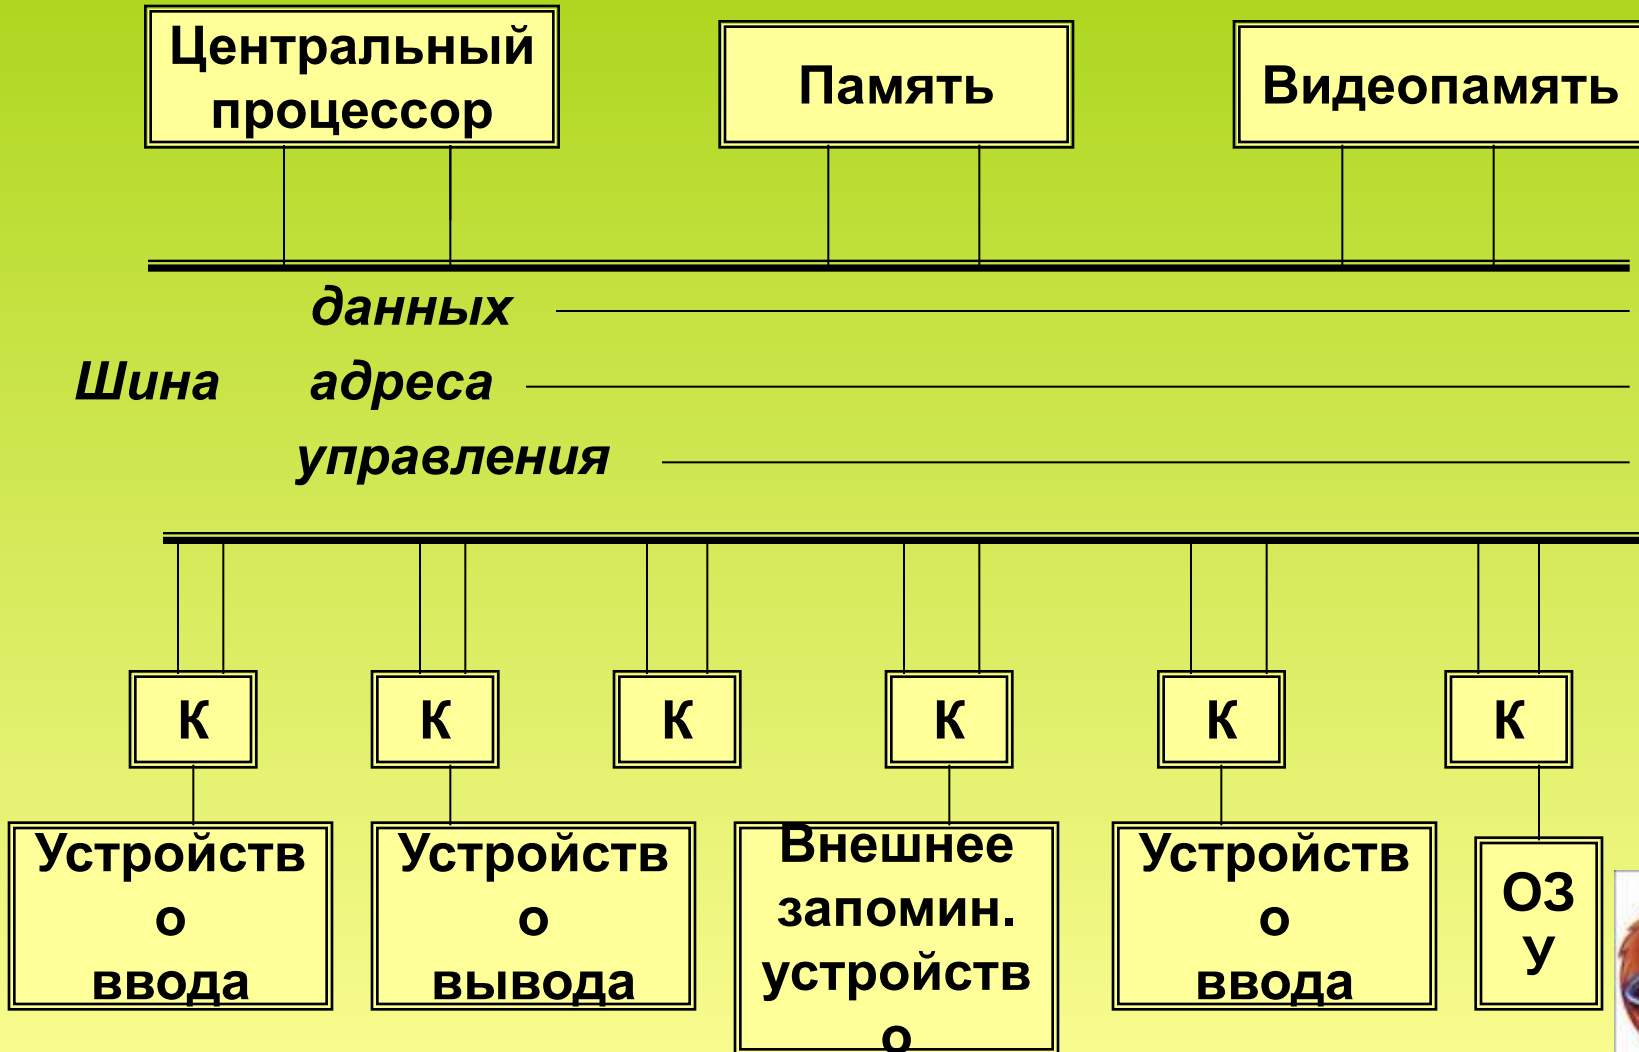 Центральный
процессор
Память
Видеопамять
данных
Шина адреса
управления
К К К К К К
Устройств
о
ввода
Устройств
о
вывода
Внешнее
запомин.
устройств
о
Устройств
о
ввода
ОЗ
У